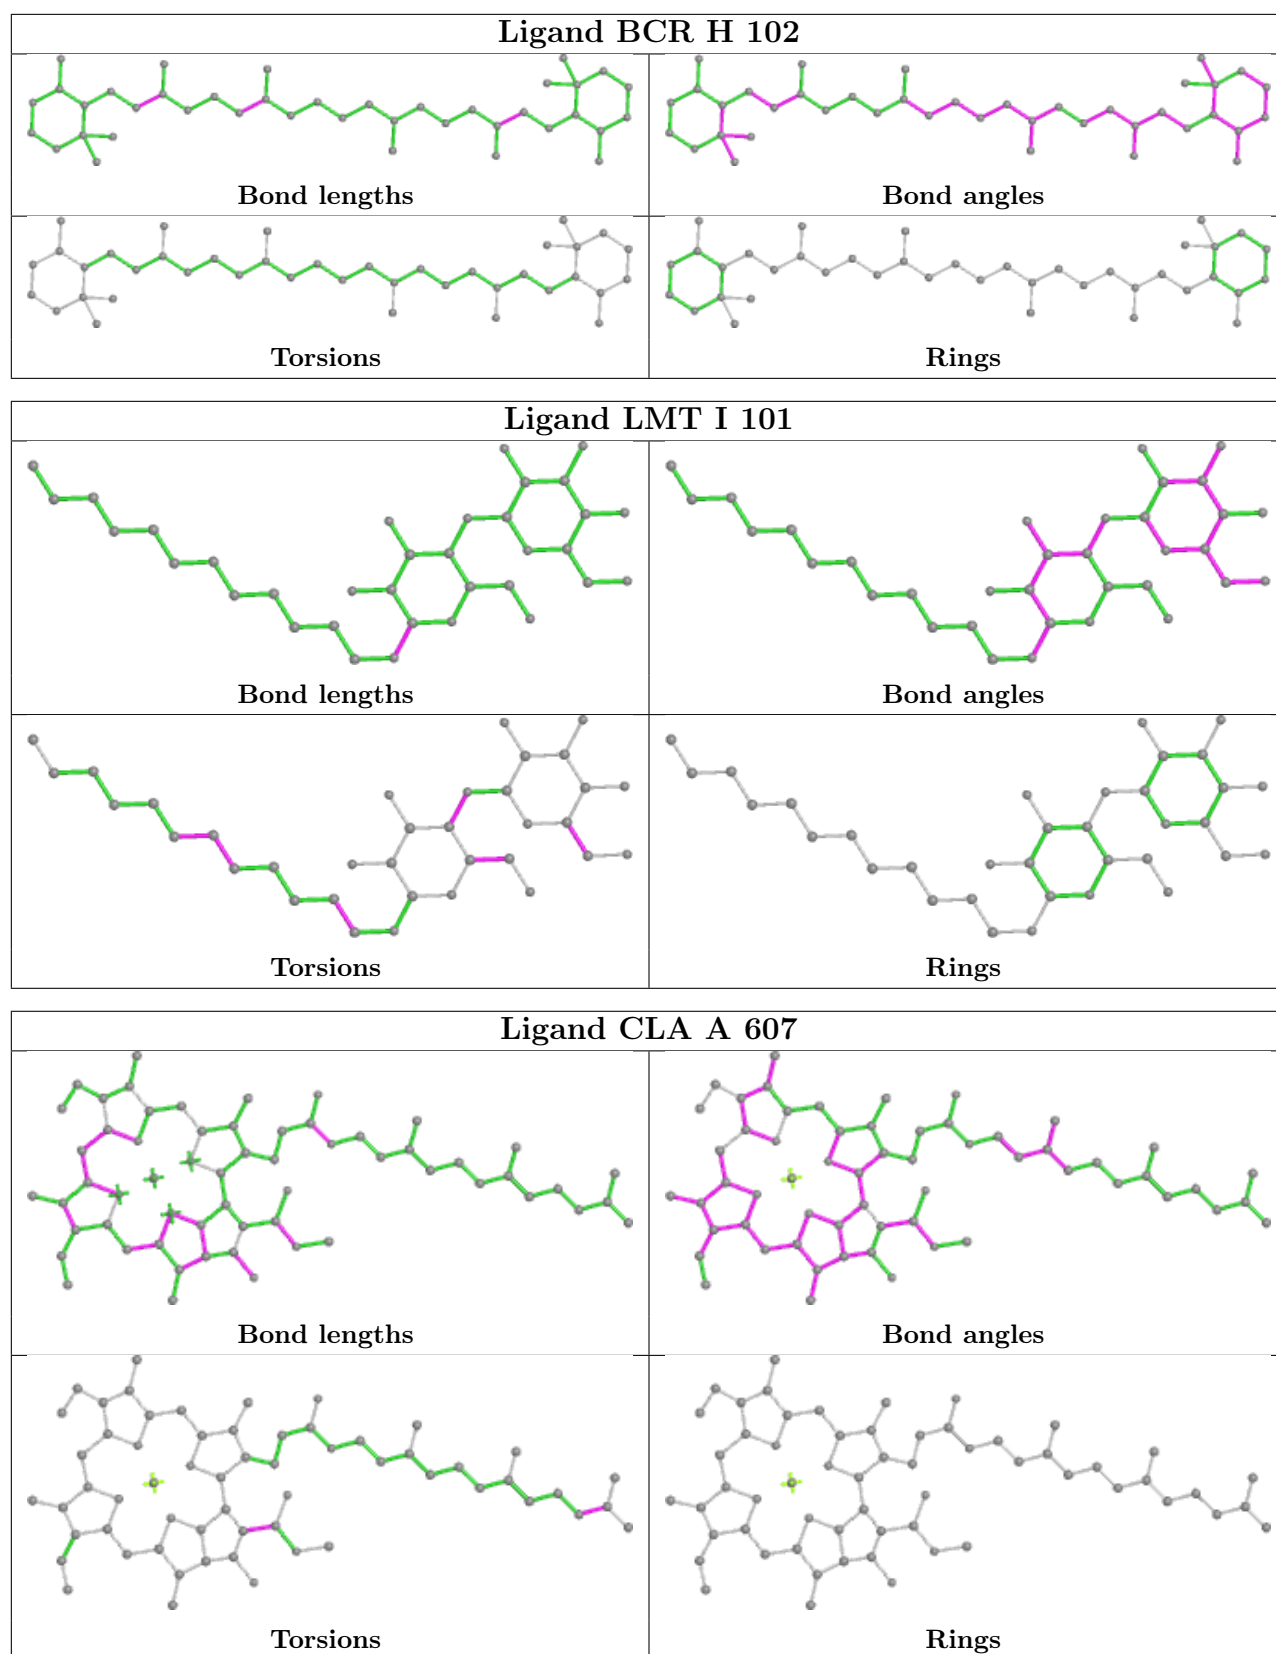 Ligand BCR H 102
Bond lengths
Bond angles
Torsions
Rings
Ligand LMT I 101
Bond lengths
Bond angles
Torsions
Rings
Ligand CLA A 607
Bond lengths
Bond angles
Torsions
Rings